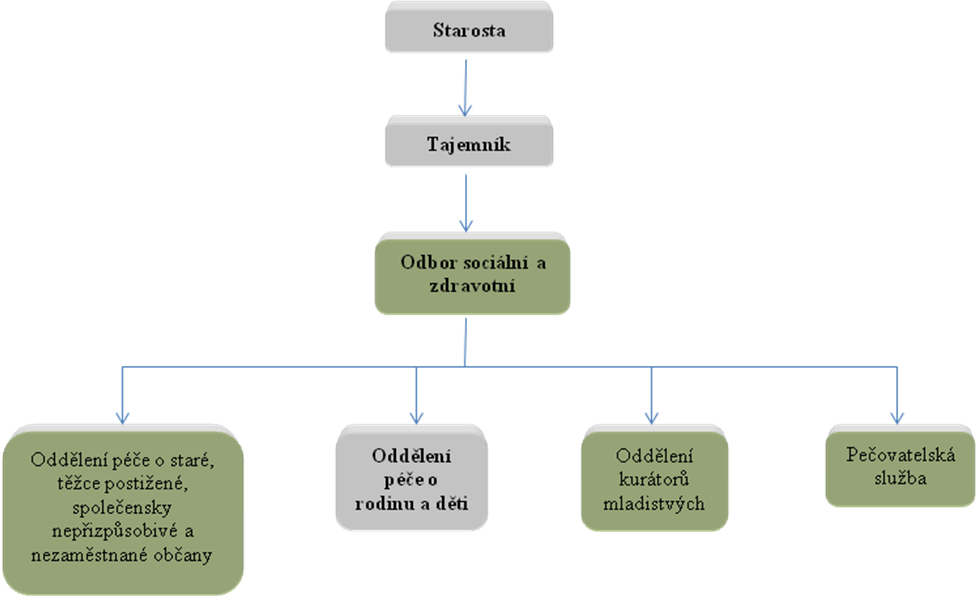 Starosta
Tajemník
Odbor sociální a
zdravotní
Oddělení péče o staré,
těžce postižené,
společensky
nepřizpůsobivé a
nezaměstnané občany
Oddělení
péče o
rodinu a děti
Oddělení
kurátorů
mladistvých
Pečovatelská
služba